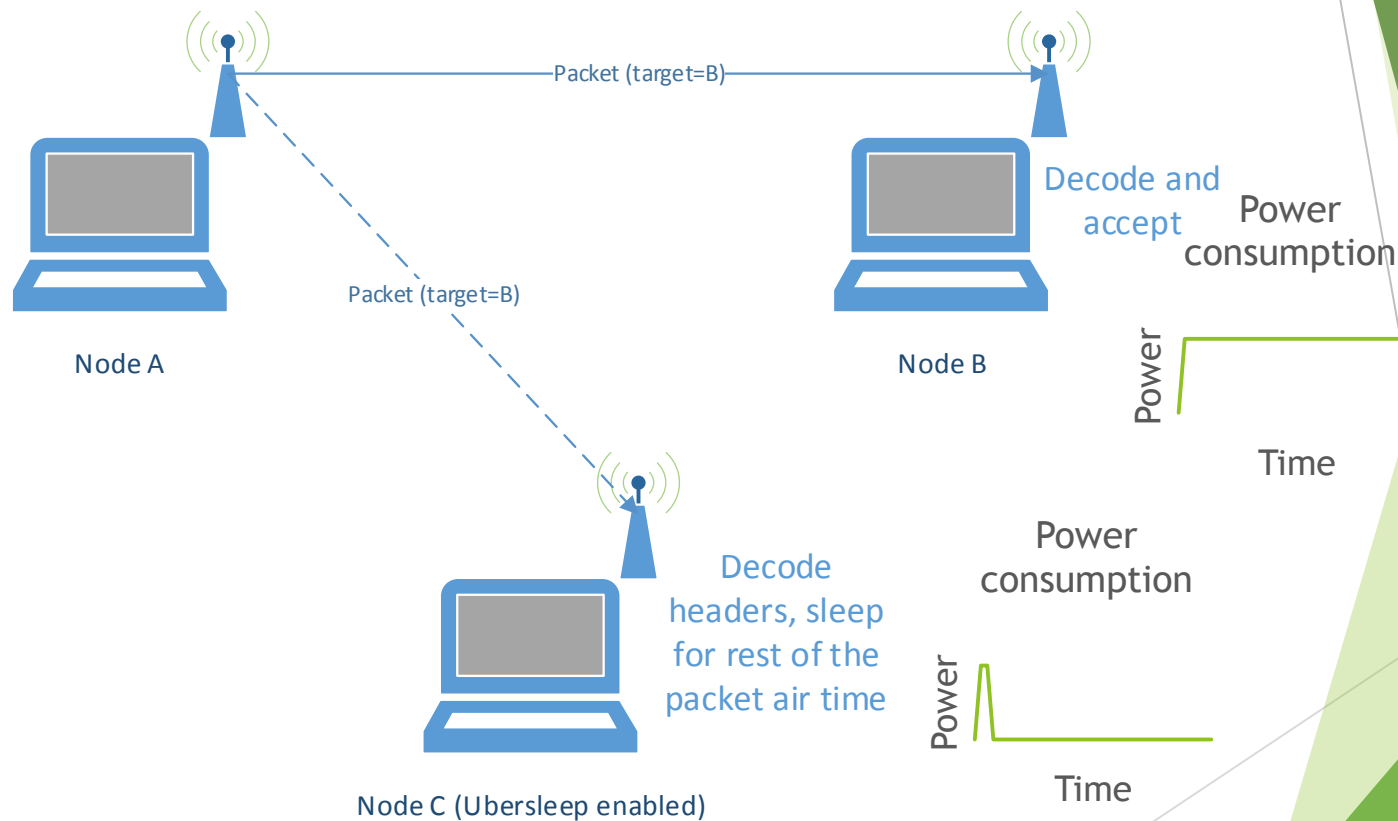 Packet (target=B)
Decode and
accept
Power
consumption
Packet (target=B)
Node A
Node B
Power
Time
Decode
headers, sleep
for rest of the
packet air time
Power
consumption
Power
Time
Node C (Ubersleep enabled)